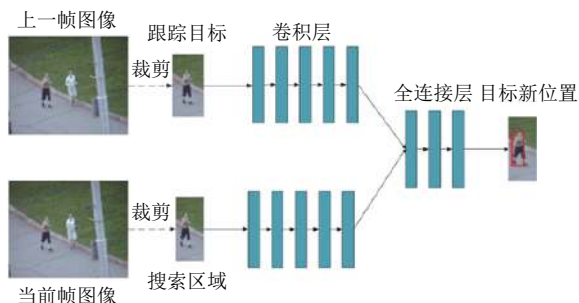 上一帧图像
跟踪目标
卷积层
裁剪
全连接层 目标新位置
裁剪
搜索区域
当前帧图像